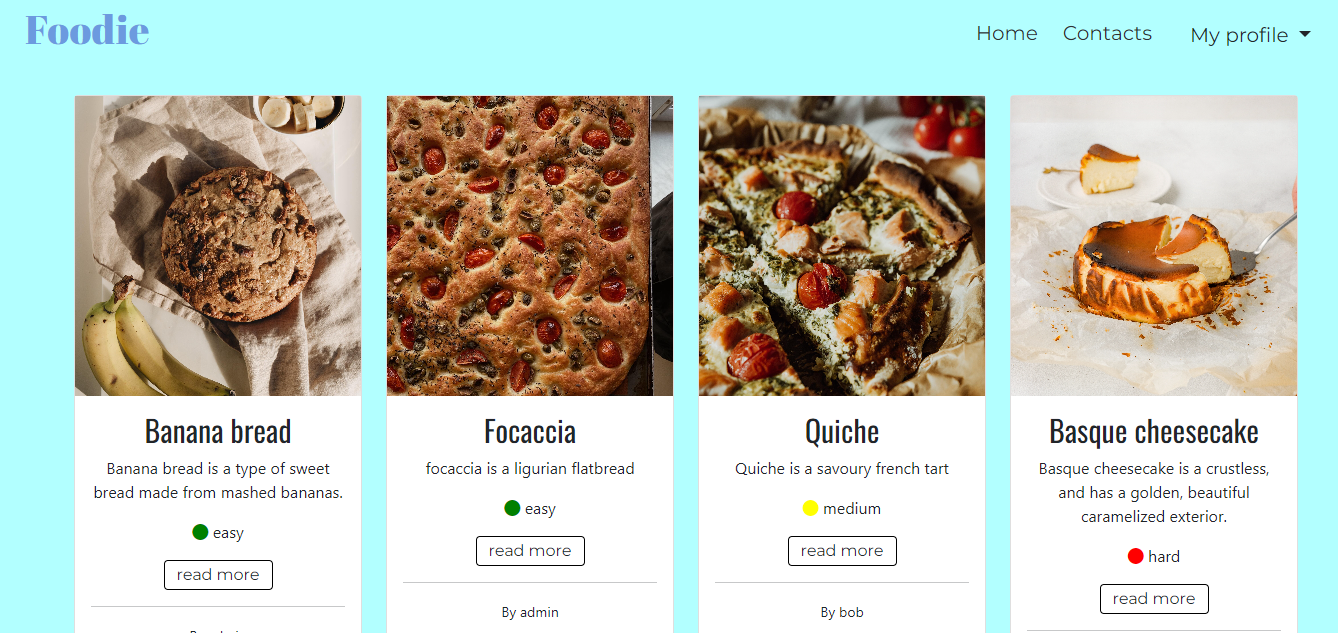 Foodie
Home
Contacts
My profile
Banana bread
Banana bread is a type of sweet
bread made from mashed bananas.
easy
read more
Focaccia
focaccia is a ligurian flatbread
easy
read more
By admin
Quiche
Quiche is a savoury french tart
medium
read more
By bob
Basque cheesecake
Basque cheesecake is a crustless,
and has a golden, beautiful
caramelized exterior.
hard
read more